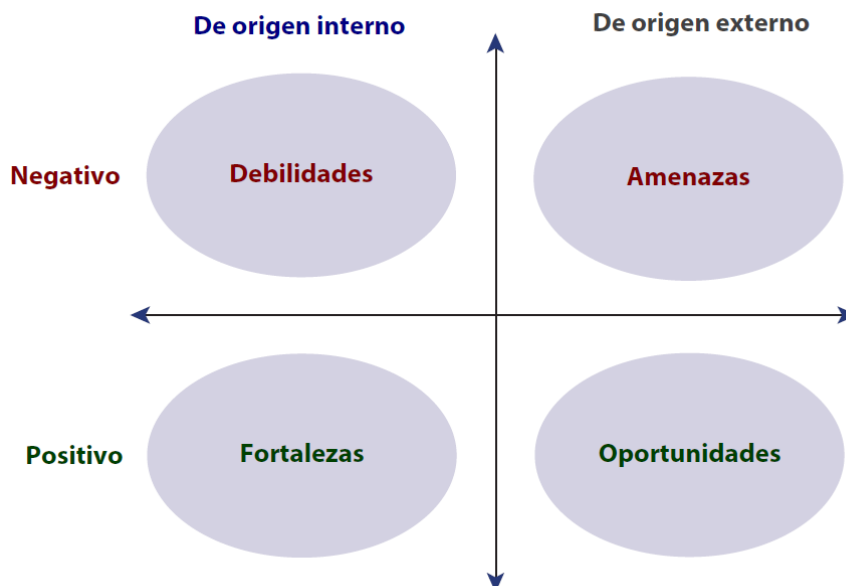 De origen interno
De origen externo
Negativo
Debilidades
Amenazas
Positivo
Fortalezas
Oportunidades